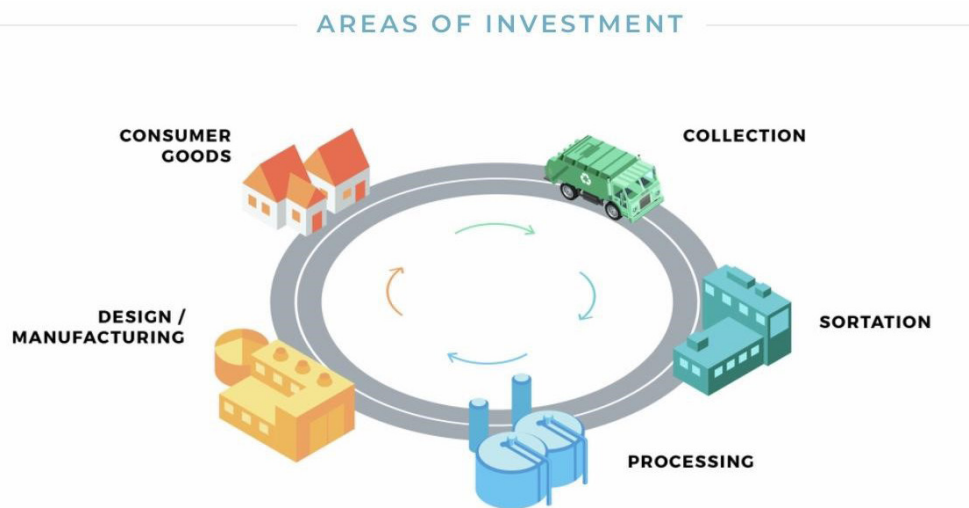 AREAS OF INVESTMENT
CONSUMER
GOODS
COLLECTION
DESIGN /
MANUFACTURING
SORTATION
PROCESSING